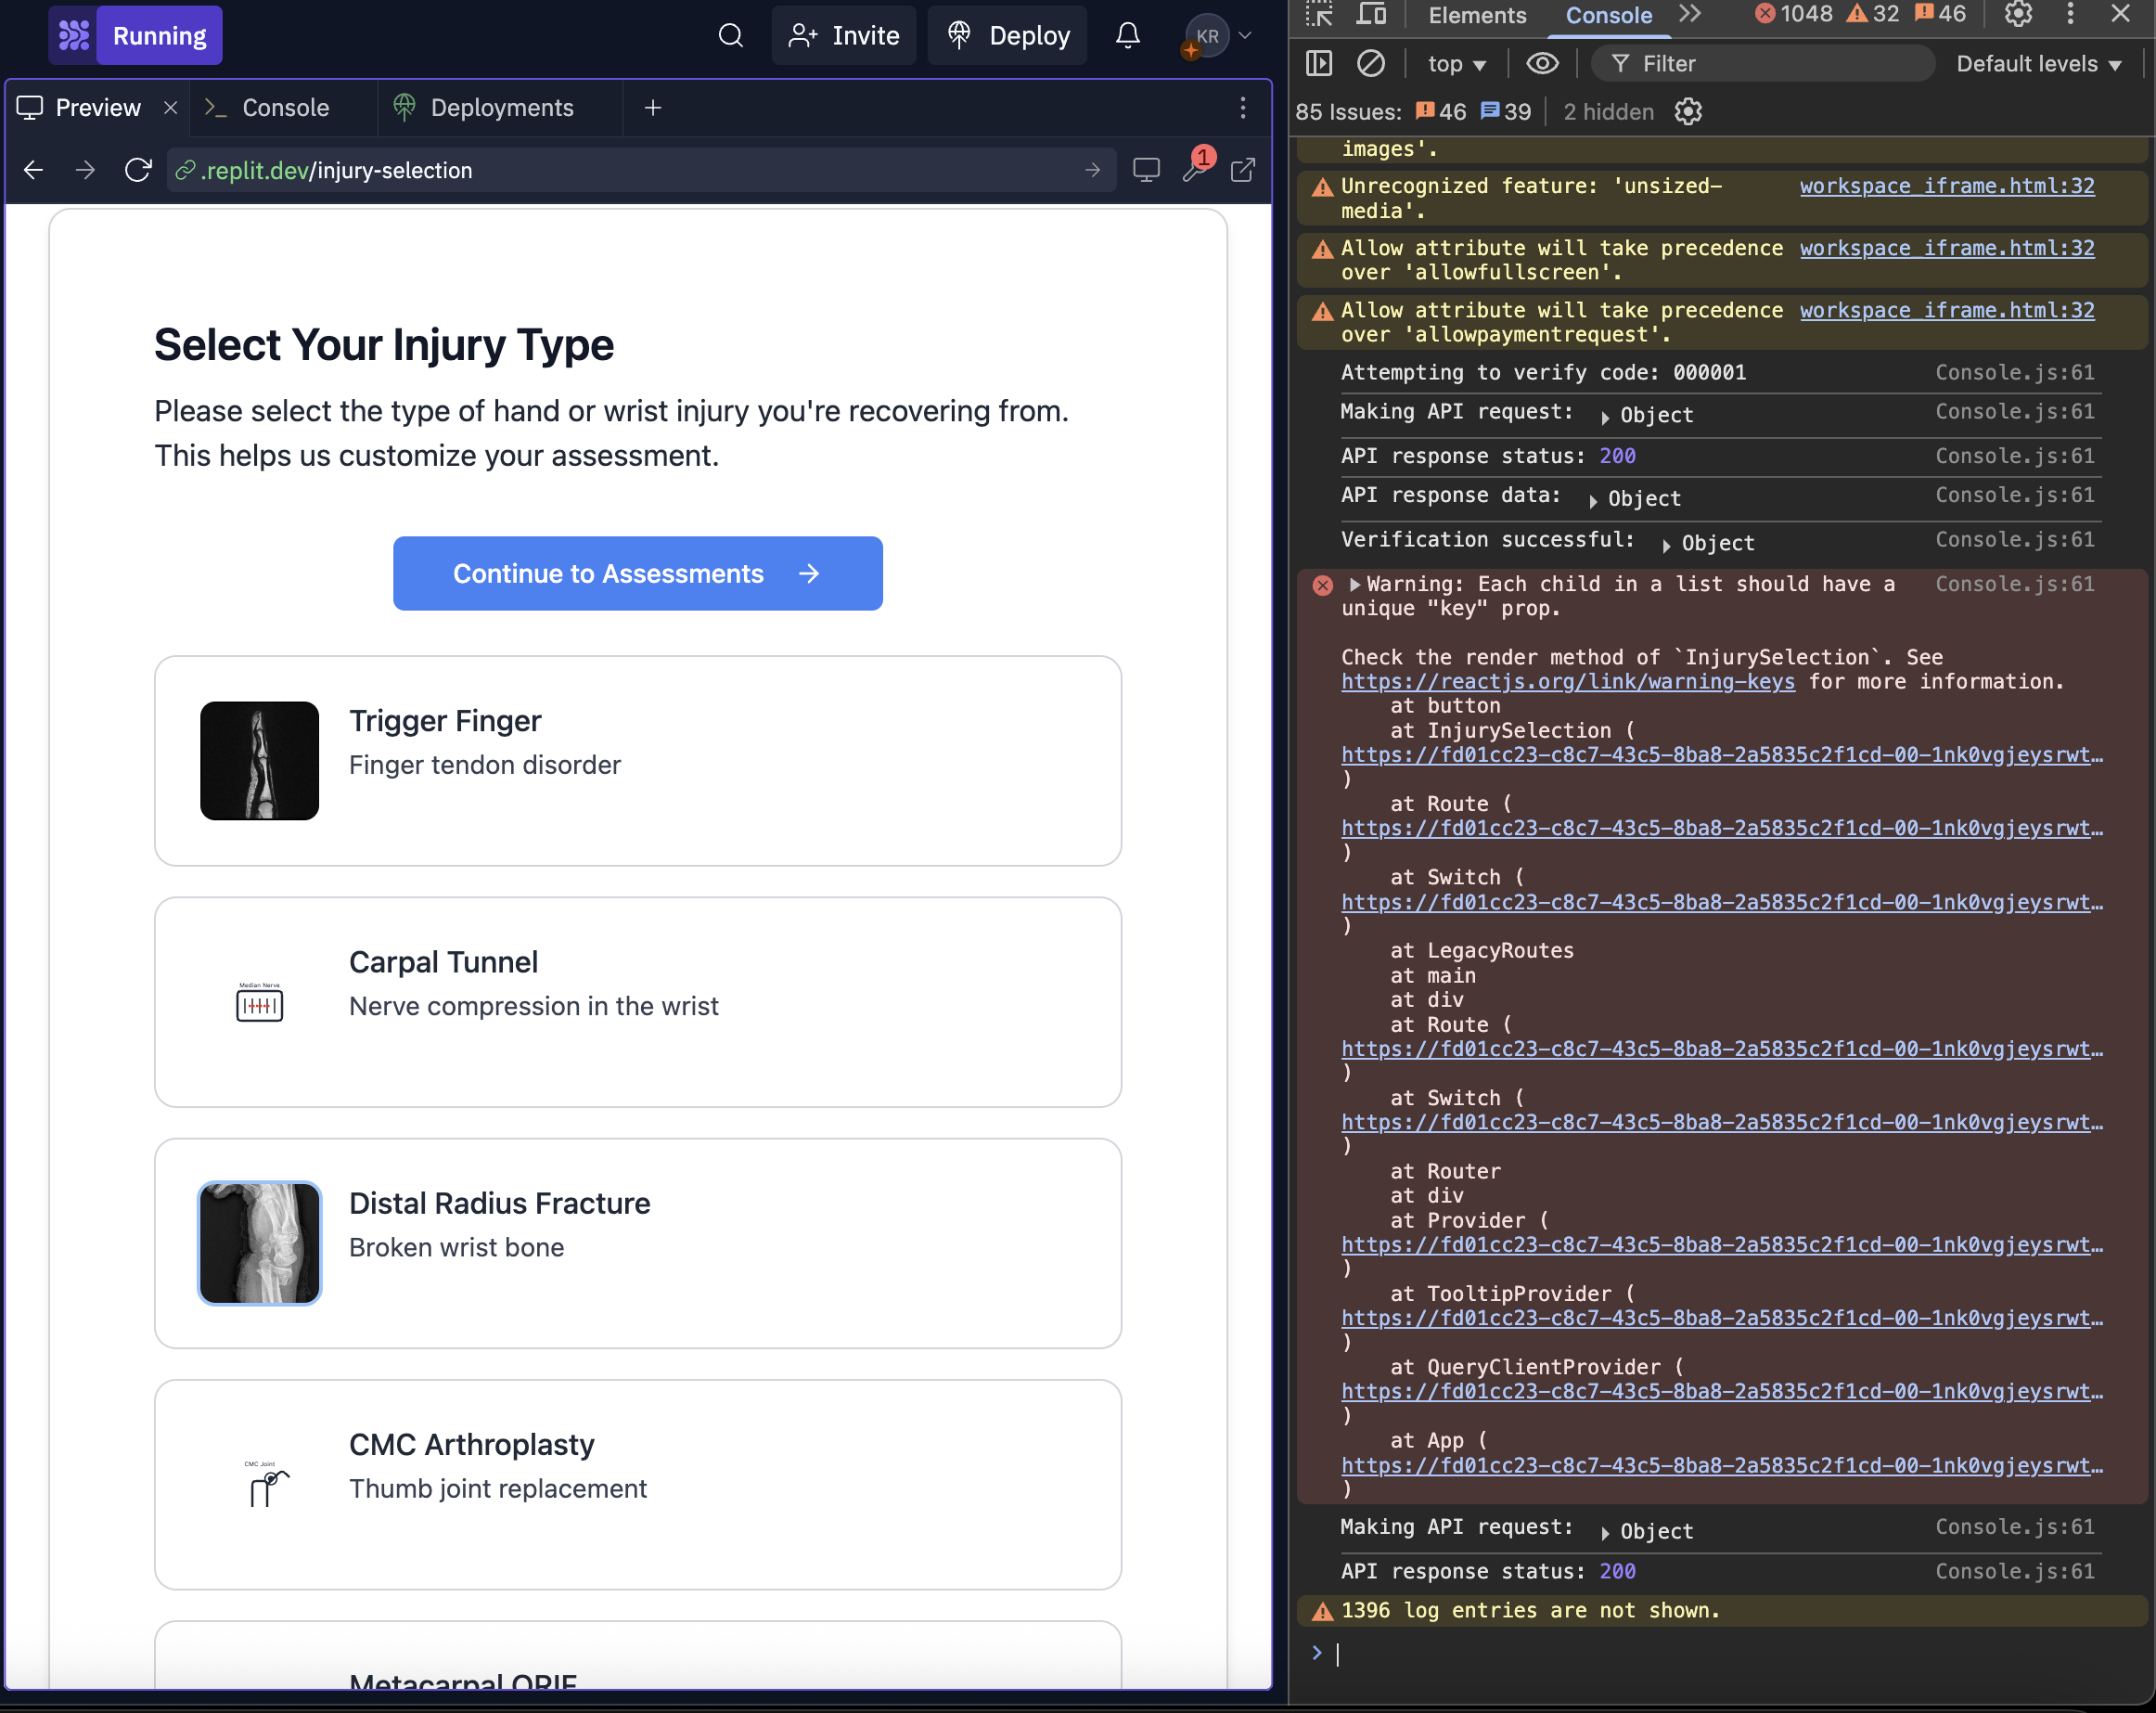 Running
Invite
Deploy
KR
Preview
Console
Deployments
.replit.dev/injury-selection
1
Select Your Injury Type
Please select the type of hand or wrist injury you're recovering from.
This helps us customize your assessment.
Continue to Assessments →
Trigger Finger
Finger tendon disorder
Median Nerve
Carpal Tunnel
Nerve compression in the wrist
Distal Radius Fracture
Broken wrist bone
CMC Joint
CMC Arthroplasty
Thumb joint replacement
Metacarpal ORIF
Elements
Console
1048
32
46
top
Filter
Default levels
85 Issues:
46
39
2 hidden
images'.
Unrecognized feature: 'unsized- workspace_iframe.html:32
media'.
Allow attribute will take precedence workspace_iframe.html:32
over 'allowfullscreen'.
Allow attribute will take precedence workspace_iframe.html:32
over 'allowpaymentrequest'.
Attempting to verify code: 000001 Console.js:61
Making API request: Object Console.js:61
API response status: 200 Console.js:61
API response data: Object Console.js:61
Verification successful: Object Console.js:61
Warning: Each child in a list should have a Console.js:61
unique "key" prop.
Check the render method of `InjurySelection`. See
https://reactjs.org/link/warning-keys for more information.
at button
at InjurySelection (
https://fd01cc23-c8c7-43c5-8ba8-2a5835c2f1cd-00-1nk0vgjeysrwt…
)
at Route (
https://fd01cc23-c8c7-43c5-8ba8-2a5835c2f1cd-00-1nk0vgjeysrwt…
)
at Switch (
https://fd01cc23-c8c7-43c5-8ba8-2a5835c2f1cd-00-1nk0vgjeysrwt…
)
at LegacyRoutes
at main
at div
at Route (
https://fd01cc23-c8c7-43c5-8ba8-2a5835c2f1cd-00-1nk0vgjeysrwt…
)
at Switch (
https://fd01cc23-c8c7-43c5-8ba8-2a5835c2f1cd-00-1nk0vgjeysrwt…
)
at Router
at div
at Provider (
https://fd01cc23-c8c7-43c5-8ba8-2a5835c2f1cd-00-1nk0vgjeysrwt…
)
at TooltipProvider (
https://fd01cc23-c8c7-43c5-8ba8-2a5835c2f1cd-00-1nk0vgjeysrwt…
)
at QueryClientProvider (
https://fd01cc23-c8c7-43c5-8ba8-2a5835c2f1cd-00-1nk0vgjeysrwt…
)
at App (
https://fd01cc23-c8c7-43c5-8ba8-2a5835c2f1cd-00-1nk0vgjeysrwt…
)
Making API request: Object Console.js:61
API response status: 200 Console.js:61
1396 log entries are not shown.